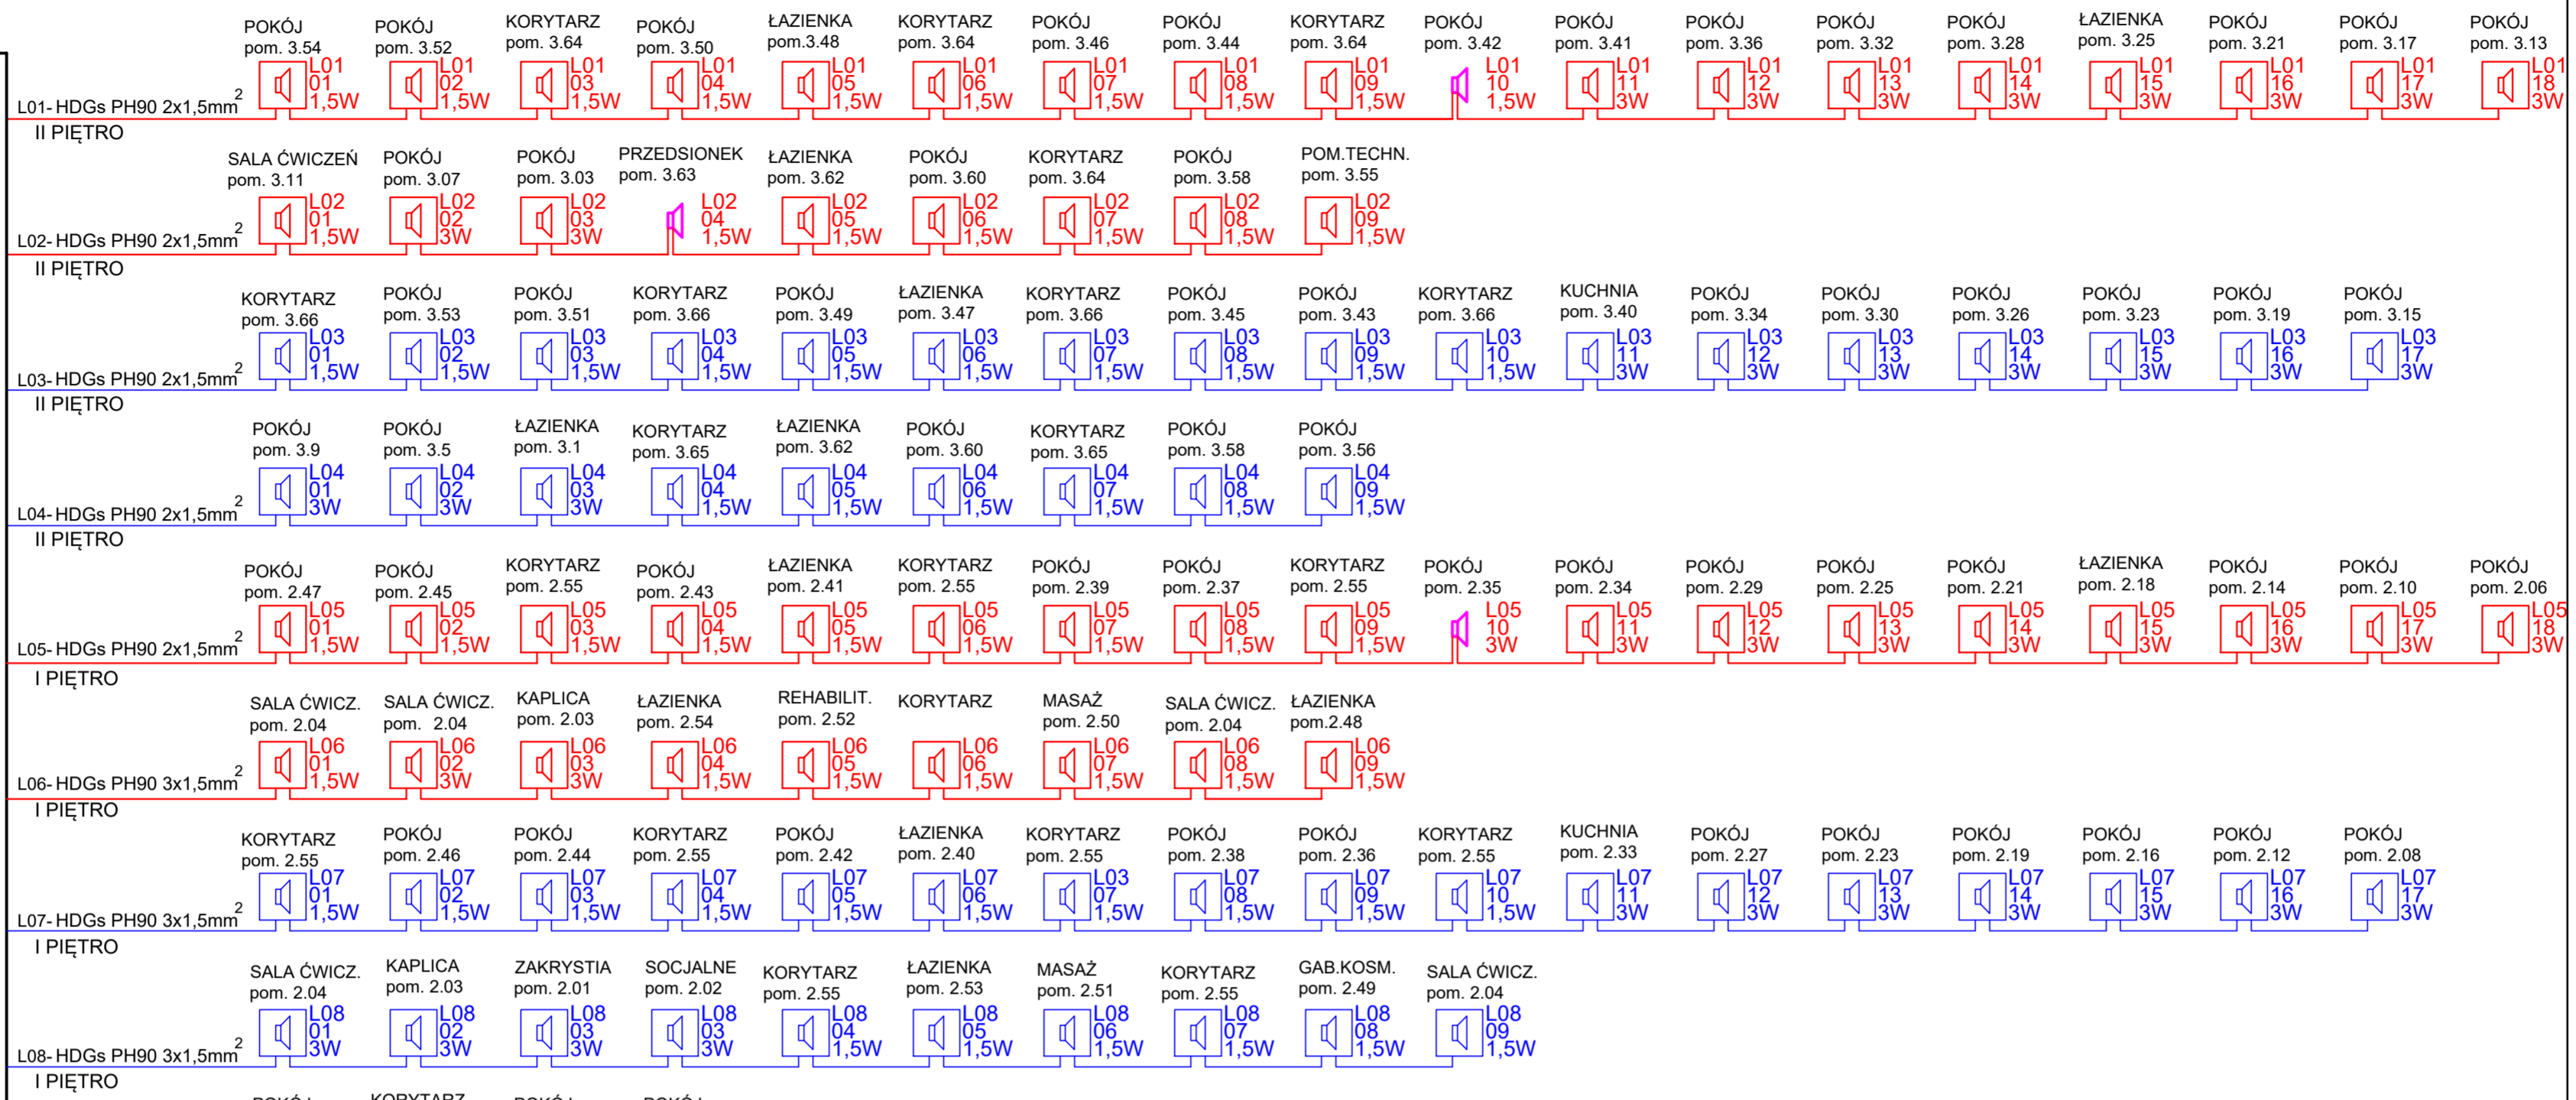 POKÓJ POKÓJ KORYTARZ POKÓJ ŁAZIENKA KORYTARZ POKÓJ POKÓJ KORYTARZ POKÓJ POKÓJ POKÓJ POKÓJ POKÓJ ŁAZIENKA POKÓJ POKÓJ POKÓJ
pom. 3.54 pom. 3.52 pom. 3.64 pom. 3.50 pom.3.48 pom. 3.64 pom. 3.46 pom. 3.44 pom. 3.64 pom. 3.42 pom. 3.41 pom. 3.36 pom. 3.32 pom. 3.28 pom. 3.25 pom. 3.21 pom. 3.17 pom. 3.13
L01 L01 L01 L01 L01 L01 L01 L01 L01 L01 L01 L01 L01 L01 L01 L01 L01 L01
01 02 03 04 05 06 07 08 09 10 11 12 13 14 15 16 17 18
1,5W 1,5W 1,5W 1,5W 1,5W 1,5W 1,5W 1,5W 1,5W 1,5W 3W 3W 3W 3W 3W 3W 3W 3W
L01-HDGs PH90 2x1,5mm²
II PIĘTRO
SALA ĆWICZEŃ POKÓJ POKÓJ PRZEDSIONEK ŁAZIENKA POKÓJ KORYTARZ POKÓJ POM.TECHN.
pom. 3.11 pom. 3.07 pom. 3.03 pom. 3.63 pom. 3.62 pom. 3.60 pom. 3.64 pom. 3.58 pom. 3.55
L02 L02 L02 L02 L02 L02 L02 L02 L02
01 02 03 04 05 06 07 08 09
1,5W 3W 3W 1,5W 1,5W 1,5W 1,5W 1,5W 1,5W
L02-HDGs PH90 2x1,5mm²
II PIĘTRO
KORYTARZ POKÓJ POKÓJ KORYTARZ POKÓJ ŁAZIENKA KORYTARZ POKÓJ POKÓJ KORYTARZ KUCHNIA POKÓJ POKÓJ POKÓJ POKÓJ POKÓJ POKÓJ
pom. 3.66 pom. 3.53 pom. 3.51 pom. 3.66 pom. 3.49 pom. 3.47 pom. 3.66 pom. 3.45 pom. 3.43 pom. 3.66 pom. 3.40 pom. 3.34 pom. 3.30 pom. 3.26 pom. 3.23 pom. 3.19 pom. 3.15
L03 L03 L03 L03 L03 L03 L03 L03 L03 L03 L03 L03 L03 L03 L03 L03 L03
01 02 03 04 05 06 07 08 09 10 11 12 13 14 15 16 17
1,5W 1,5W 1,5W 1,5W 1,5W 1,5W 1,5W 1,5W 1,5W 1,5W 3W 3W 3W 3W 3W 3W 3W
L03-HDGs PH90 2x1,5mm²
II PIĘTRO
POKÓJ POKÓJ ŁAZIENKA KORYTARZ ŁAZIENKA POKÓJ KORYTARZ POKÓJ POKÓJ
pom. 3.9 pom. 3.5 pom. 3.1 pom. 3.65 pom. 3.62 pom. 3.60 pom. 3.65 pom. 3.58 pom. 3.56
L04 L04 L04 L04 L04 L04 L04 L04 L04
01 02 03 04 05 06 07 08 09
3W 3W 3W 1,5W 1,5W 1,5W 1,5W 1,5W 1,5W
L04-HDGs PH90 2x1,5mm²
II PIĘTRO
POKÓJ POKÓJ KORYTARZ POKÓJ ŁAZIENKA KORYTARZ POKÓJ POKÓJ KORYTARZ POKÓJ POKÓJ POKÓJ POKÓJ POKÓJ ŁAZIENKA POKÓJ POKÓJ POKÓJ
pom. 2.47 pom. 2.45 pom. 2.55 pom. 2.43 pom. 2.41 pom. 2.55 pom. 2.39 pom. 2.37 pom. 2.55 pom. 2.35 pom. 2.34 pom. 2.29 pom. 2.25 pom. 2.21 pom. 2.18 pom. 2.14 pom. 2.10 pom. 2.06
L05 L05 L05 L05 L05 L05 L05 L05 L05 L05 L05 L05 L05 L05 L05 L05 L05 L05
01 02 03 04 05 06 07 08 09 10 11 12 13 14 15 16 17 18
1,5W 1,5W 1,5W 1,5W 1,5W 1,5W 1,5W 1,5W 1,5W 3W 3W 3W 3W 3W 3W 3W 3W 3W
L05-HDGs PH90 2x1,5mm²
I PIĘTRO
SALA ĆWICZ. SALA ĆWICZ. KAPLICA ŁAZIENKA REHABILIT. KORYTARZ MASAŻ SALA ĆWICZ. ŁAZIENKA
pom. 2.04 pom. 2.04 pom. 2.03 pom. 2.54 pom. 2.52 pom. 2.50 pom. 2.04 pom.2.48
L06 L06 L06 L06 L06 L06 L06 L06 L06
01 02 03 04 05 06 07 08 09
1,5W 3W 3W 1,5W 1,5W 1,5W 1,5W 1,5W 1,5W
L06-HDGs PH90 3x1,5mm²
I PIĘTRO
KORYTARZ POKÓJ POKÓJ KORYTARZ POKÓJ ŁAZIENKA KORYTARZ POKÓJ POKÓJ KORYTARZ KUCHNIA POKÓJ POKÓJ POKÓJ POKÓJ POKÓJ POKÓJ
pom. 2.55 pom. 2.46 pom. 2.44 pom. 2.55 pom. 2.42 pom. 2.40 pom. 2.55 pom. 2.38 pom. 2.36 pom. 2.55 pom. 2.33 pom. 2.27 pom. 2.23 pom. 2.19 pom. 2.16 pom. 2.12 pom. 2.08
L07 L07 L07 L07 L07 L07 L03 L07 L07 L07 L07 L07 L07 L07 L07 L07 L07
01 02 03 04 05 06 07 08 09 10 11 12 13 14 15 16 17
1,5W 1,5W 1,5W 1,5W 1,5W 1,5W 1,5W 1,5W 1,5W 1,5W 3W 3W 3W 3W 3W 3W 3W
L07-HDGs PH90 3x1,5mm²
I PIĘTRO
SALA ĆWICZ. KAPLICA ZAKRYSTIA SOCJALNE KORYTARZ ŁAZIENKA MASAŻ KORYTARZ GAB.KOSM. SALA ĆWICZ.
pom. 2.04 pom. 2.03 pom. 2.01 pom. 2.02 pom. 2.55 pom. 2.53 pom. 2.51 pom. 2.55 pom. 2.49 pom. 2.04
L08 L08 L08 L08 L08 L08 L08 L08 L08 L08
01 02 03 03 04 05 06 07 08 09
3W 3W 3W 3W 1,5W 1,5W 1,5W 1,5W 1,5W 1,5W
L08-HDGs PH90 3x1,5mm²
I PIĘTRO